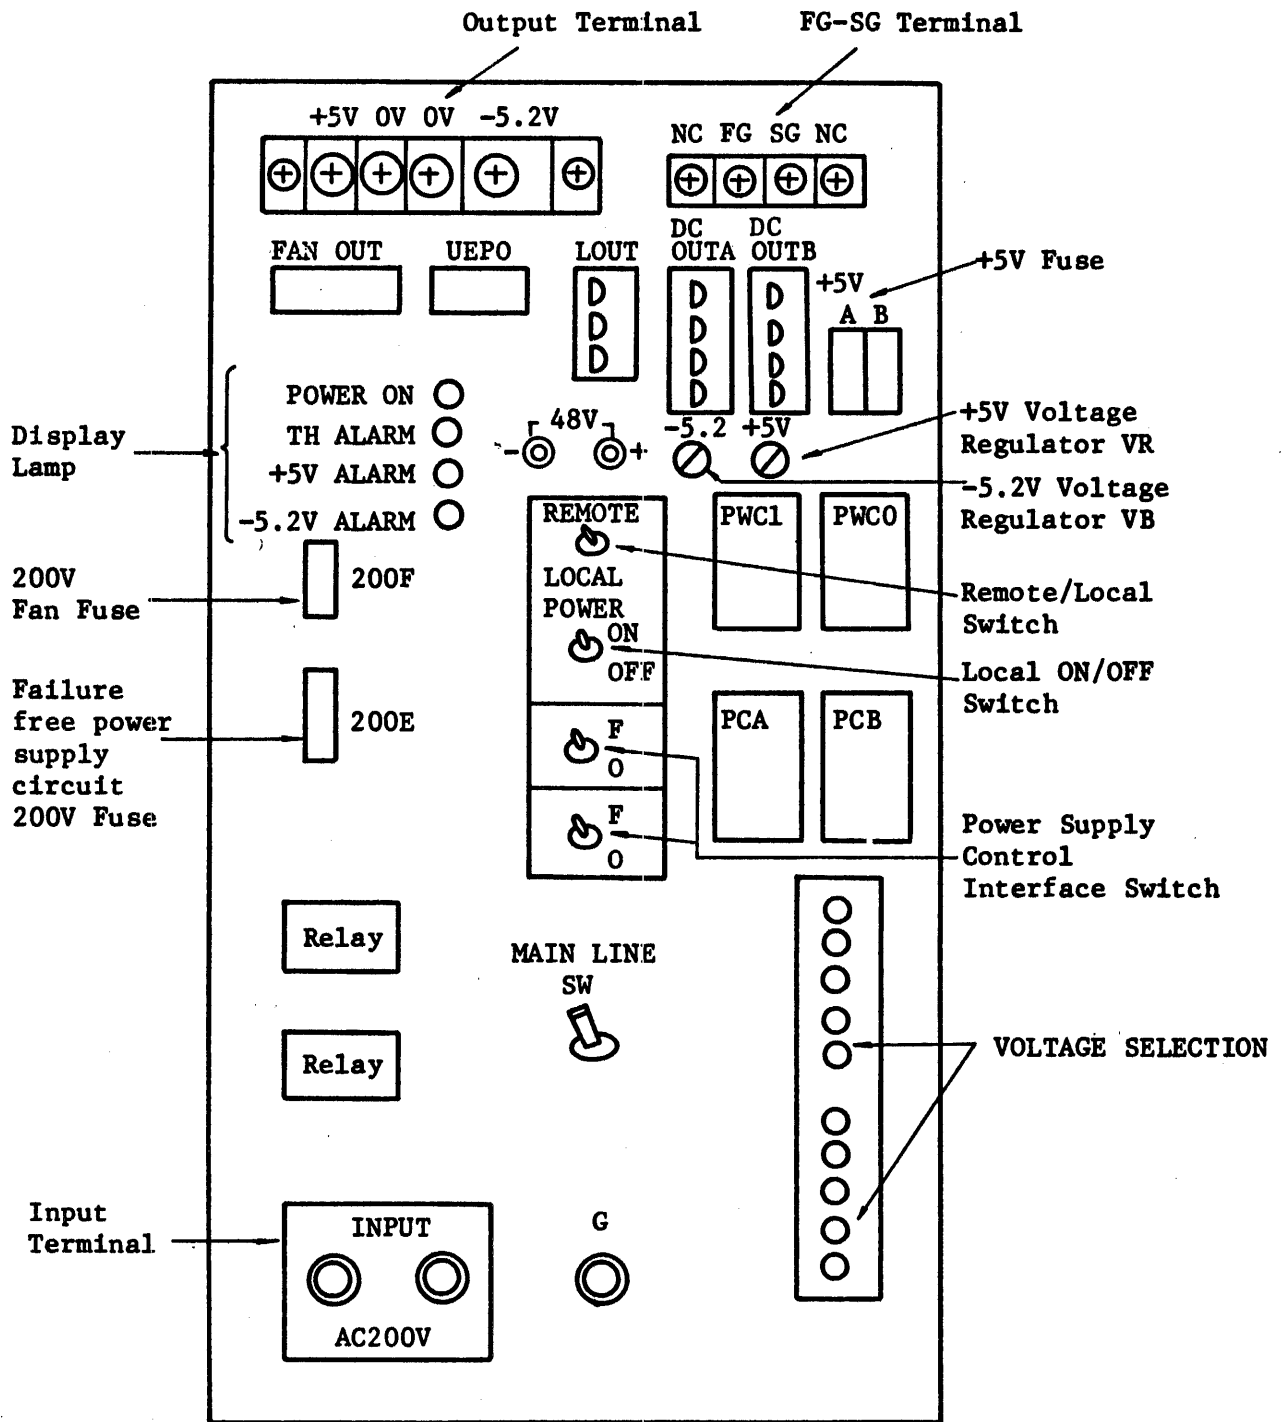 Output Terminal
FG-SG Terminal
+5V 0V 0V -5.2V
NC FG SG NC
FAN OUT
UEPO
LOUT
DC OUTA
DC OUTB
+5V
A B
+5V Fuse
POWER ON
TH ALARM
+5V ALARM
-5.2V ALARM
Display
Lamp
- 48V +
-5.2 +5V
+5V Voltage
Regulator VR
-5.2V Voltage
Regulator VB
REMOTE
LOCAL
POWER
ON
OFF
F
O
F
O
PWC1
PWC0
PCA
PCB
200V
Fan Fuse
200F
Remote/Local
Switch
Local ON/OFF
Switch
Failure
free power
supply
circuit
200V Fuse
200E
Power Supply
Control
Interface Switch
Relay
Relay
MAIN LINE
SW
VOLTAGE SELECTION
Input
Terminal
INPUT
AC200V
G